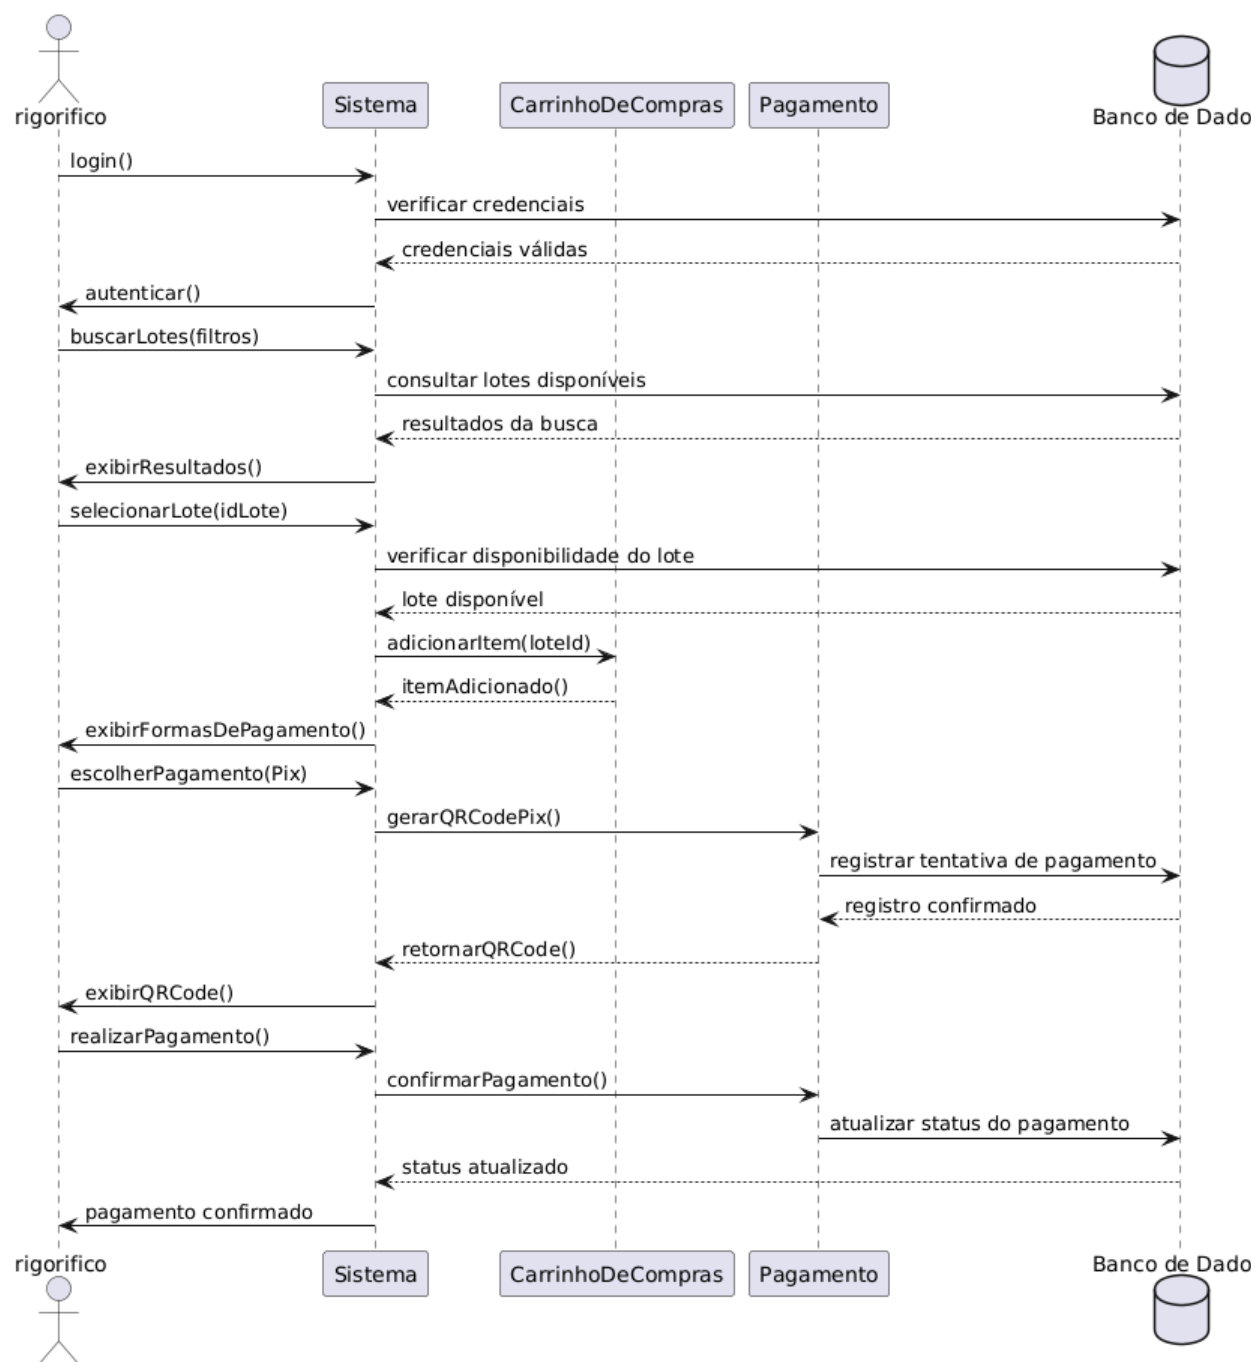 rigorifico
Sistema
CarrinhoDeCompras
Pagamento
Banco de Dado
login()
verificar credenciais
credenciais válidas
autenticar()
buscarLotes(filtros)
consultar lotes disponíveis
resultados da busca
exibirResultados()
selecionarLote(idLote)
verificar disponibilidade do lote
lote disponível
adicionarItem(loteId)
itemAdicionado()
exibirFormasDePagamento()
escolherPagamento(Pix)
gerarQRCodePix()
registrar tentativa de pagamento
registro confirmado
retornarQRCode()
exibirQRCode()
realizarPagamento()
confirmarPagamento()
atualizar status do pagamento
status atualizado
pagamento confirmado
rigorifico
Sistema
CarrinhoDeCompras
Pagamento
Banco de Dado